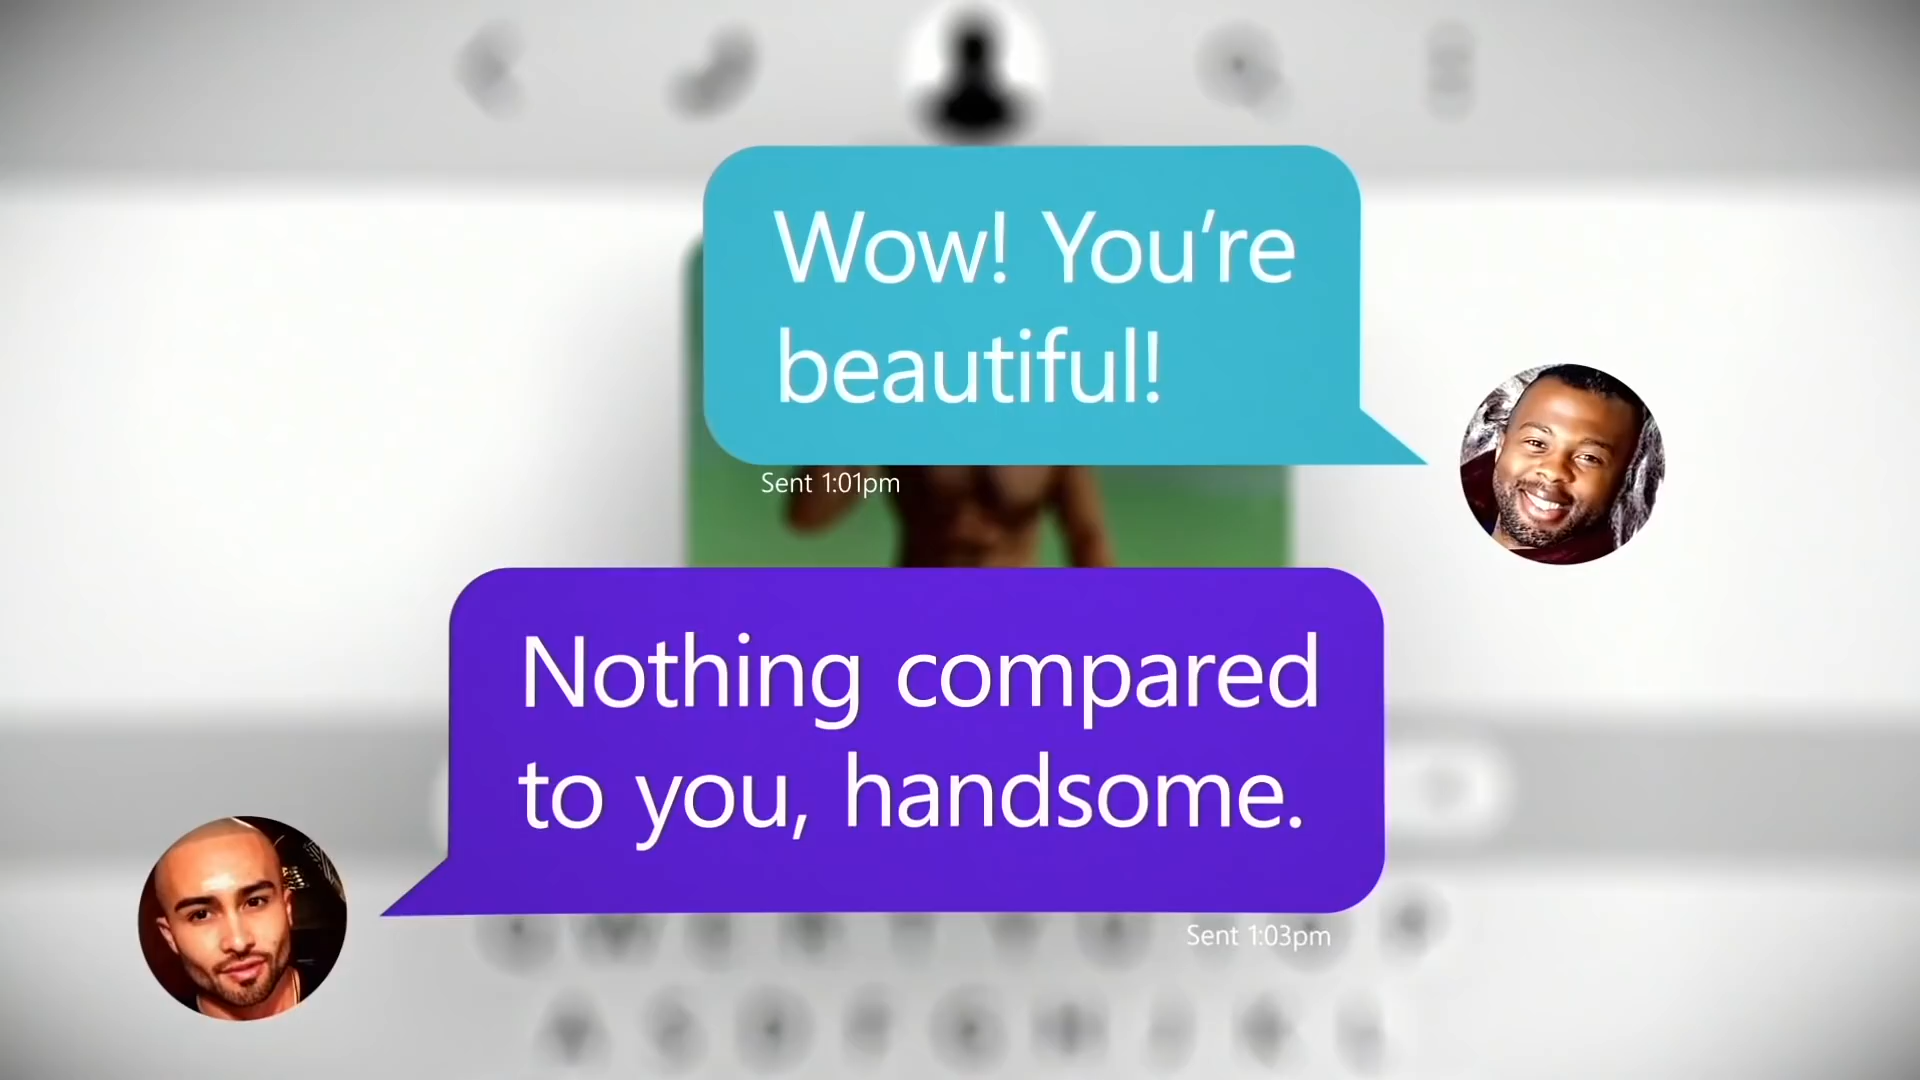 Wow! You’re
beautiful!
Sent 1:01pm
Nothing compared
to you, handsome.
Sent 1:03pm